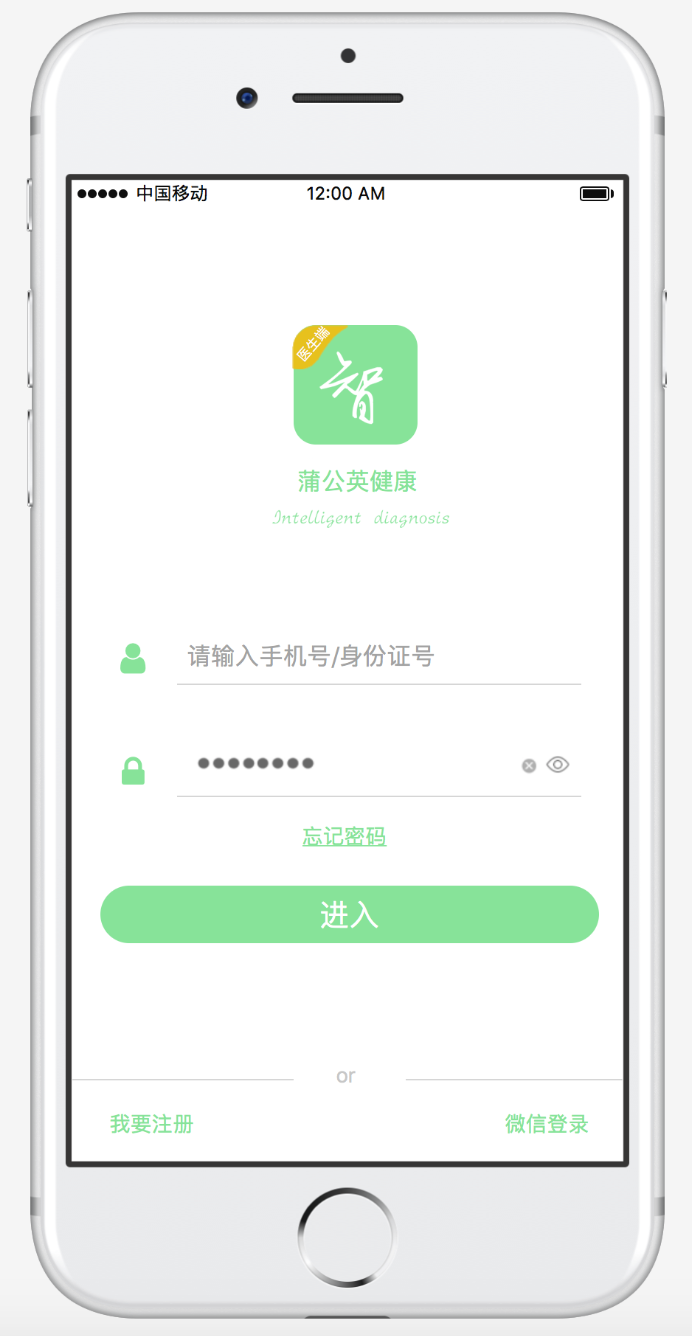 中国移动 12:00 AM
医生端
智
蒲公英健康
Intelligent diagnosis
请输入手机号/身份证号
忘记密码
进入
or
我要注册 微信登录